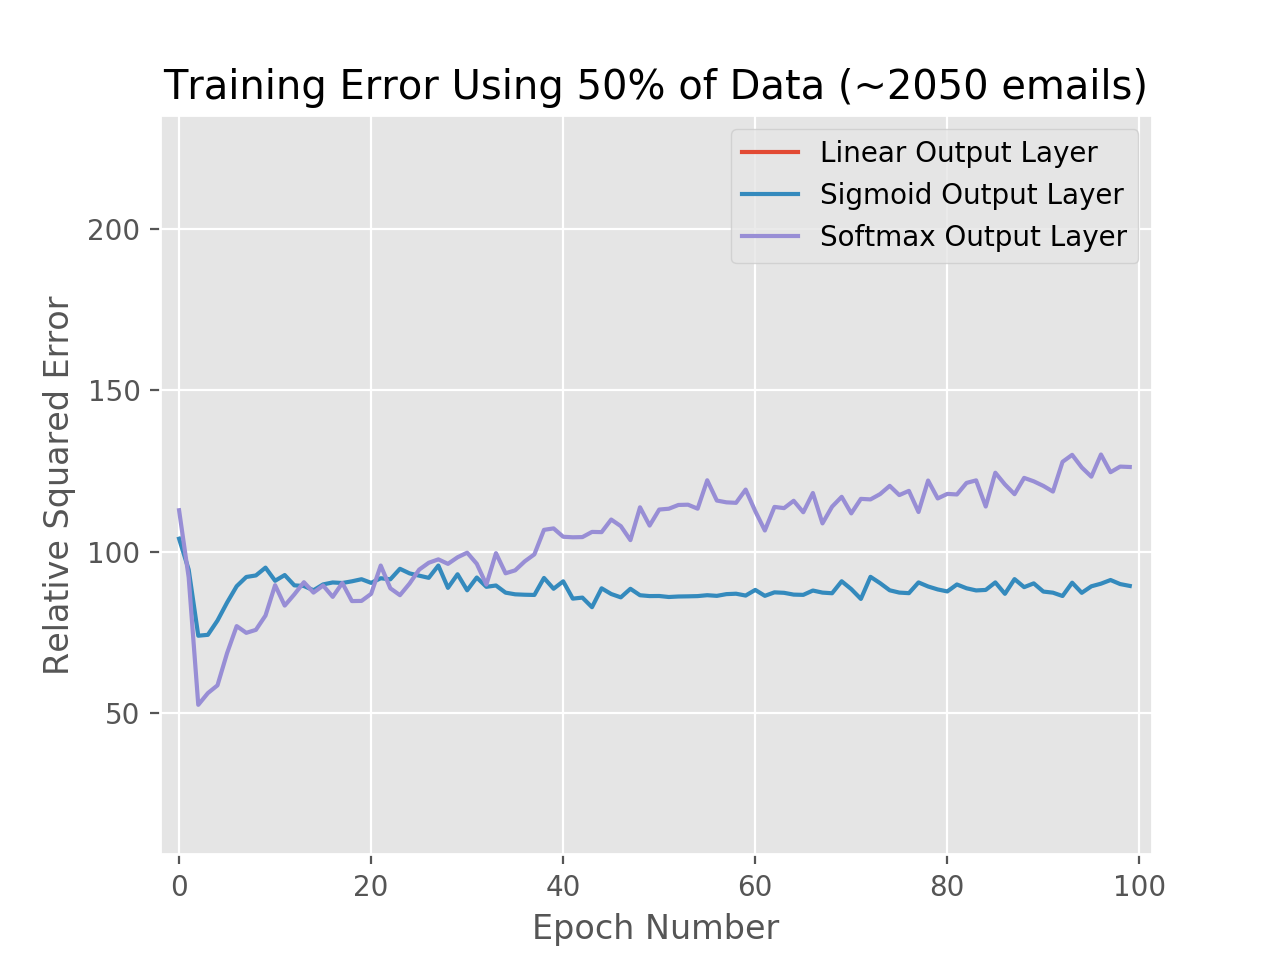 Training Error Using 50% of Data (~2050 emails)
Linear Output Layer
Sigmoid Output Layer
Softmax Output Layer
Relative Squared Error
200
150
100
50
0 20 40 60 80 100
Epoch Number